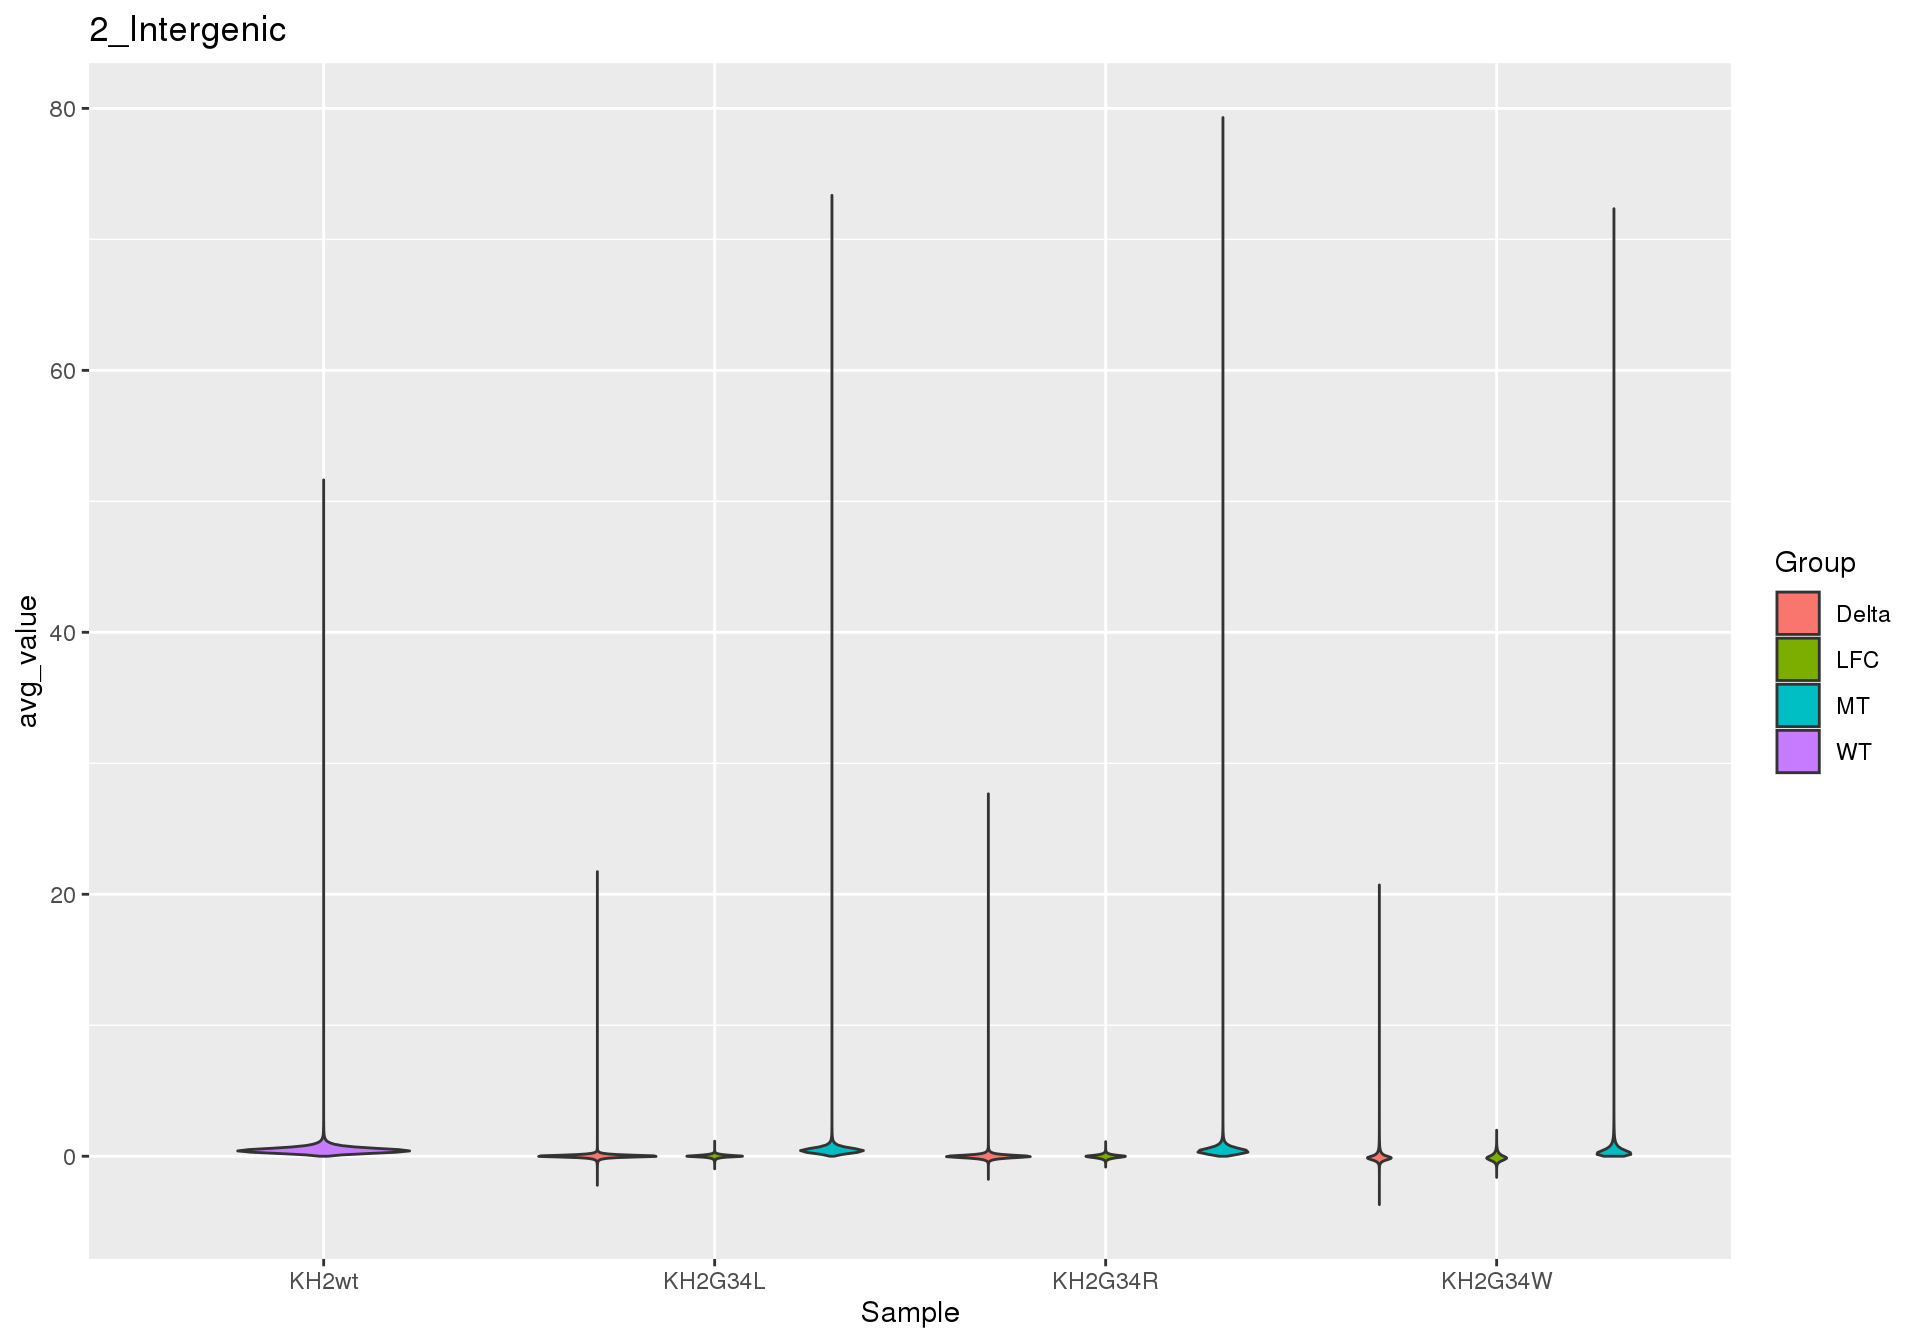 2_Intergenic
80
60
40
20
0
avg_value
KH2wt
KH2G34L
KH2G34R
KH2G34W
Sample
Group
Delta
LFC
MT
WT